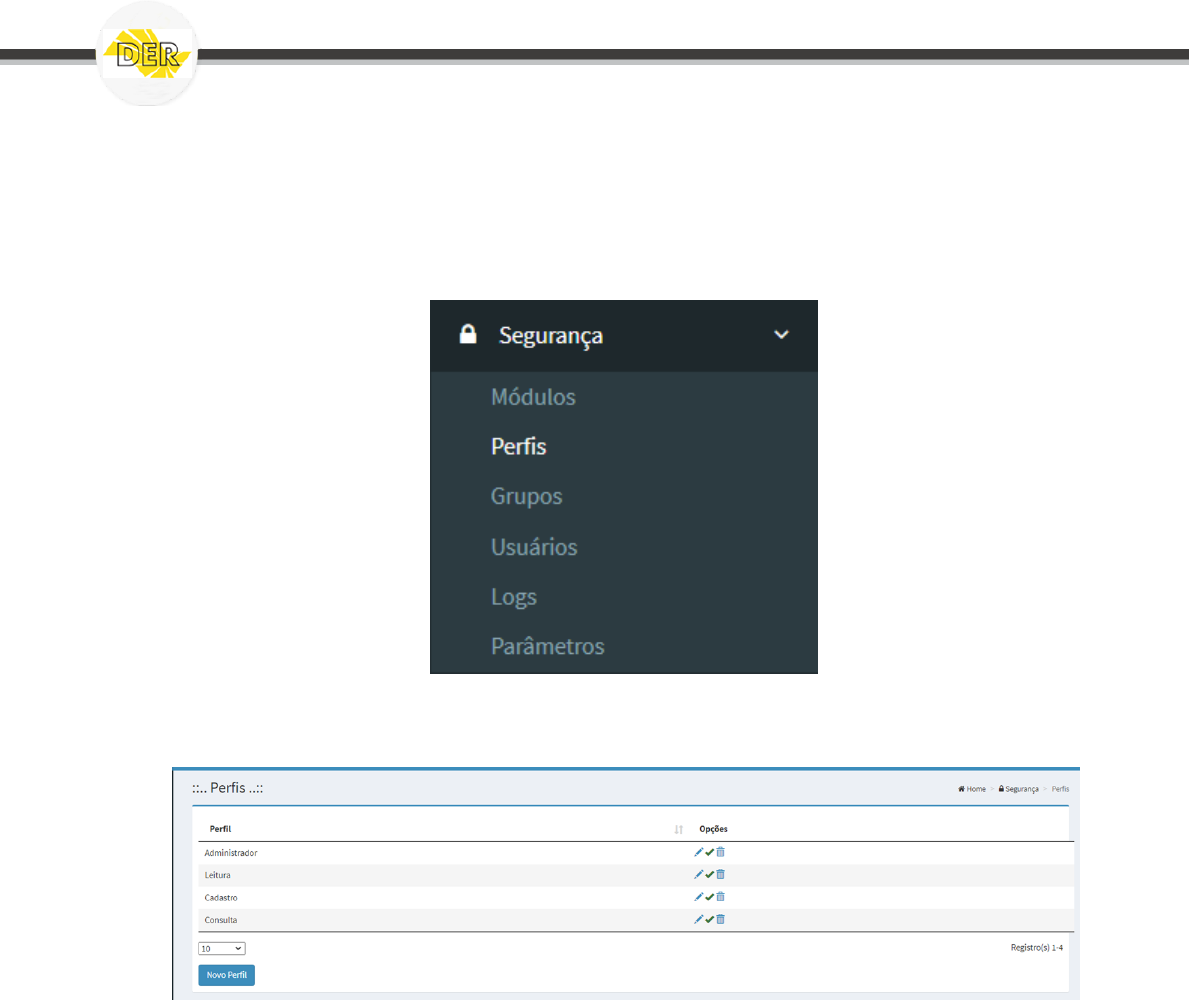 DER
Segurança
Módulos
Perfis
Grupos
Usuários
Logs
Parâmetros
::.. Perfis ..::
Home > Segurança > Perfis
Perfil Opções
Administrador
Leitura
Cadastro
Consulta
10 Registro(s) 1-4
Novo Perfil